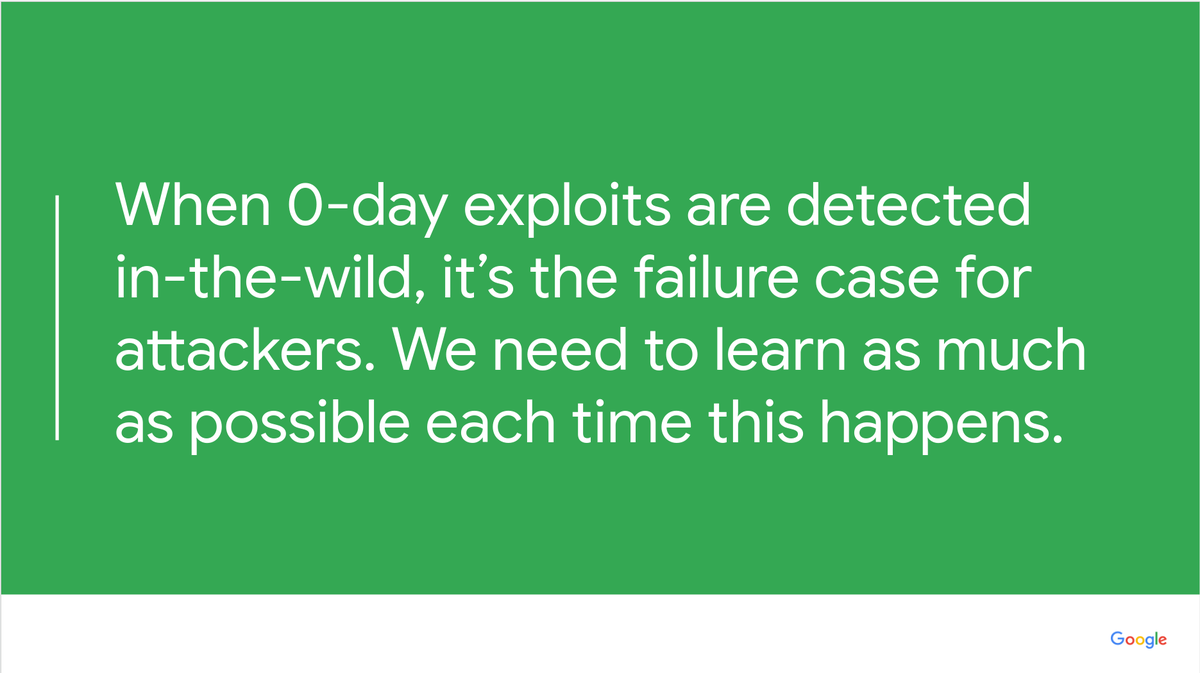 When 0-day exploits are detected
in-the-wild, it’s the failure case for
attackers. We need to learn as much
as possible each time this happens.
Google